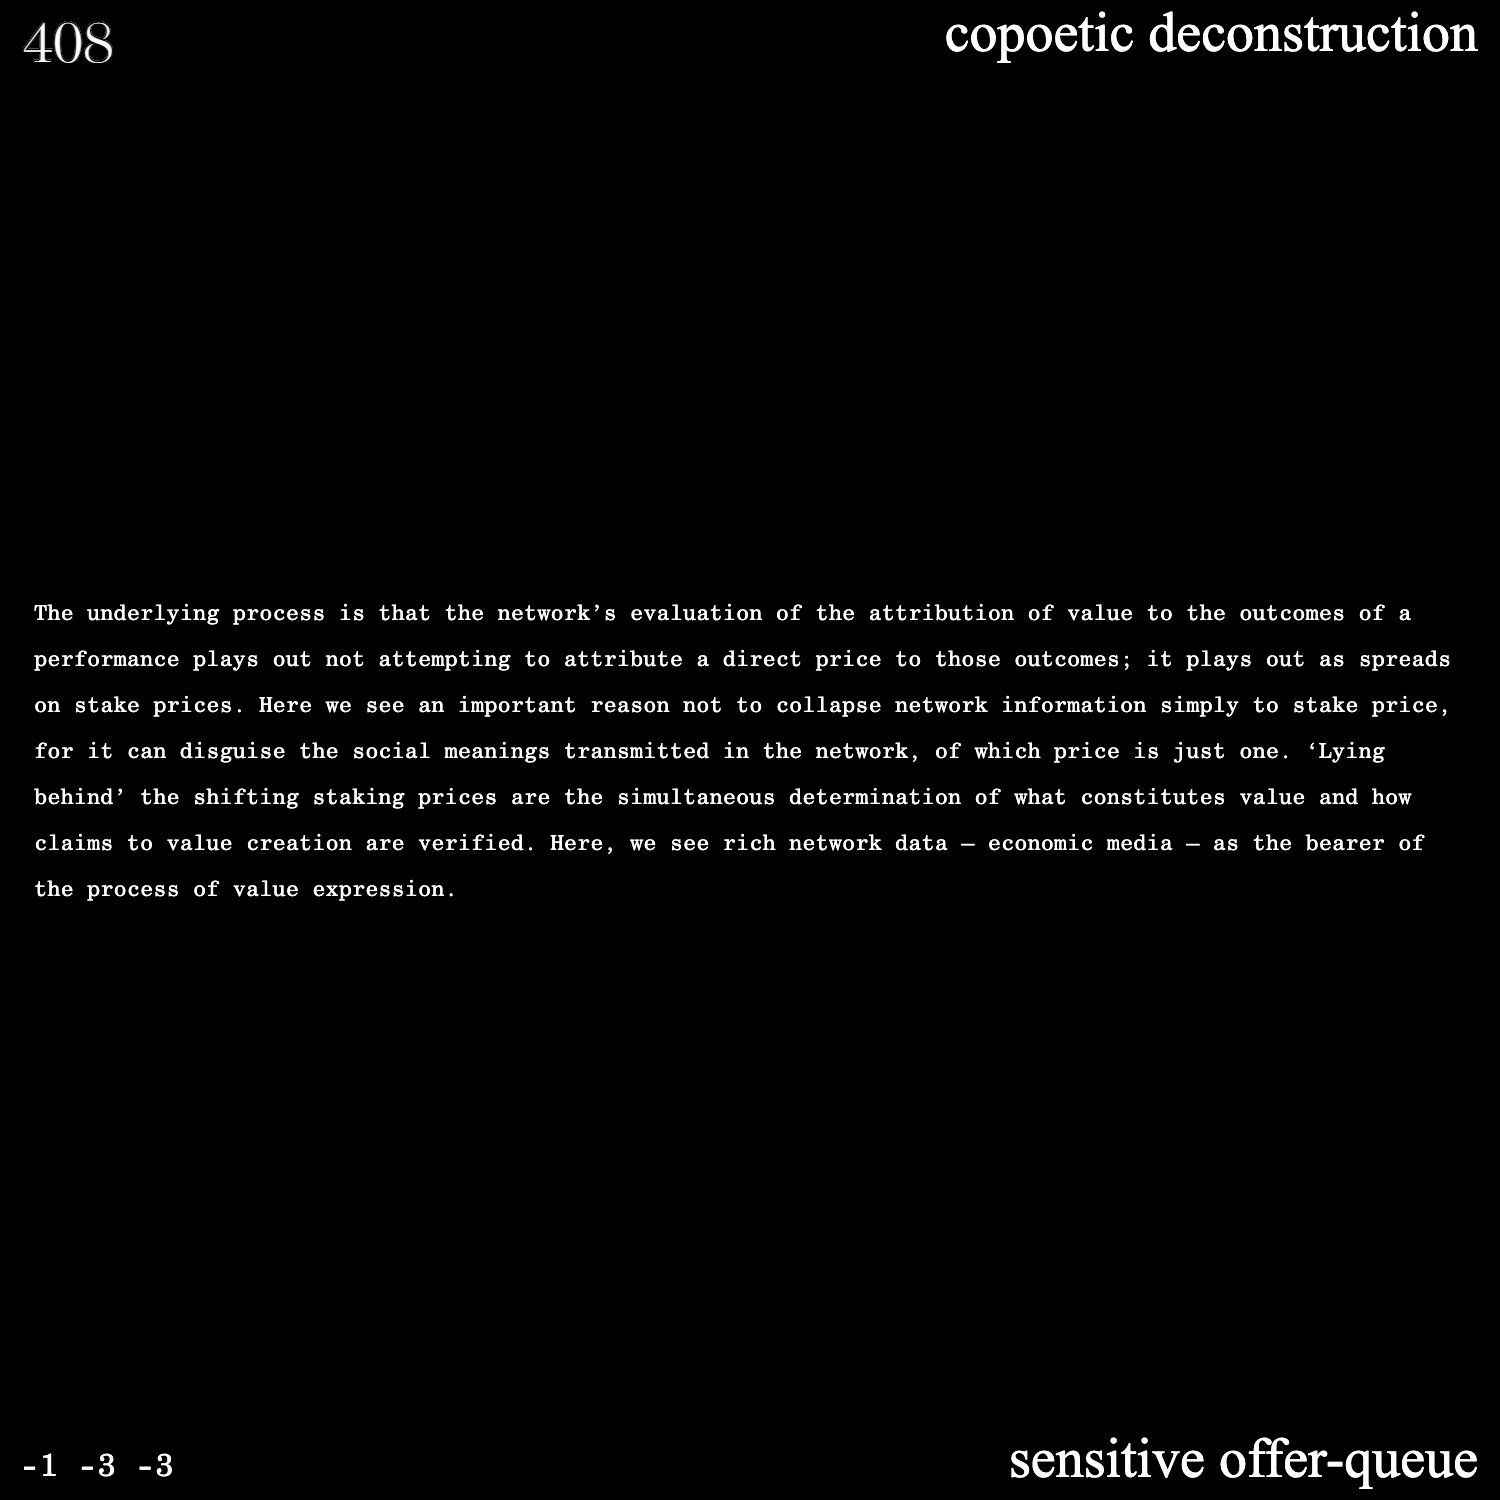 408
copoetic deconstruction
The underlying process is that the network’s evaluation of the attribution of value to the outcomes of a
performance plays out not attempting to attribute a direct price to those outcomes; it plays out as spreads
on stake prices. Here we see an important reason not to collapse network information simply to stake price,
for it can disguise the social meanings transmitted in the network, of which price is just one. ‘Lying
behind’ the shifting staking prices are the simultaneous determination of what constitutes value and how
claims to value creation are verified. Here, we see rich network data — economic media — as the bearer of
the process of value expression.
-1 -3 -3
sensitive offer-queue